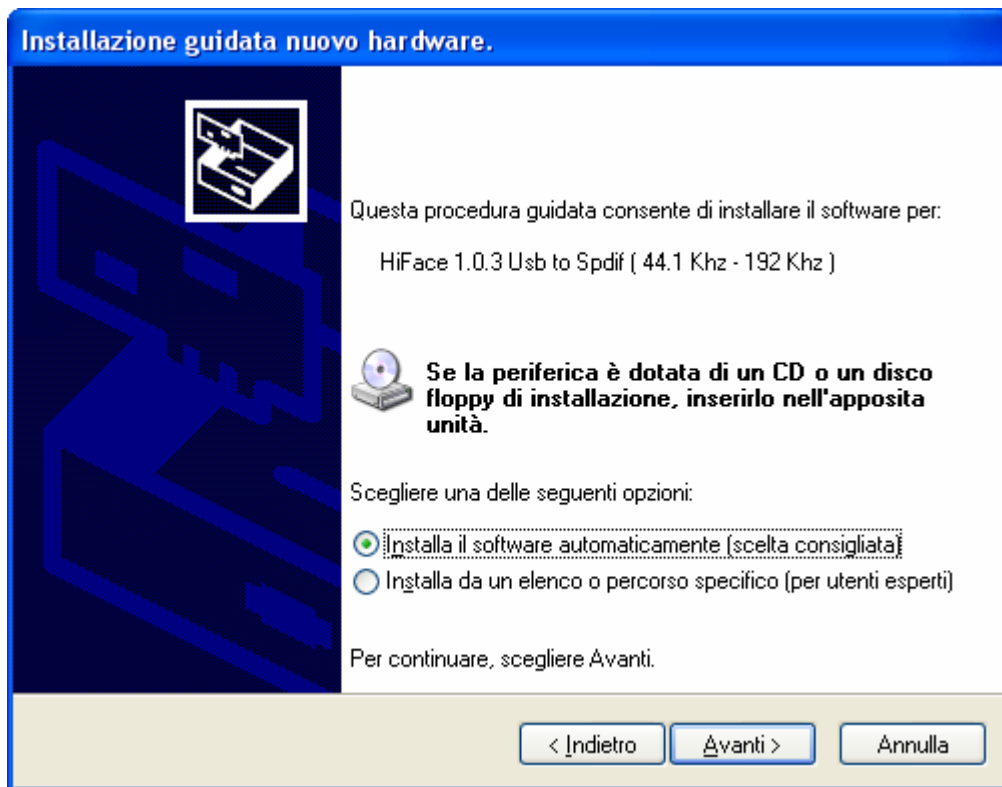 Installazione guidata nuovo hardware.
Questa procedura guidata consente di installare il software per:
HiFace 1.0.3 Usb to Spdif ( 44.1 Khz - 192 Khz )
Se la periferica è dotata di un CD o un disco
floppy di installazione, inserirlo nell'apposita
unità.
Scegliere una delle seguenti opzioni:
Installa il software automaticamente (scelta consigliata)
Installa da un elenco o percorso specifico (per utenti esperti)
Per continuare, scegliere Avanti.
< Indietro
Avanti >
Annulla